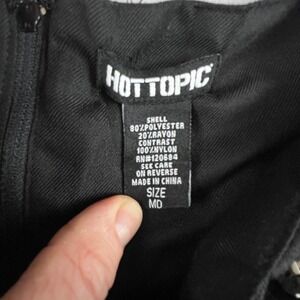 HOTTOPIC
SHELL
80%POLYESTER
20%RAYON
CONTRAST
100%NYLON
RN#120684
SEE CARE
ON REVERSE
MADE IN CHINA
SIZE
MD